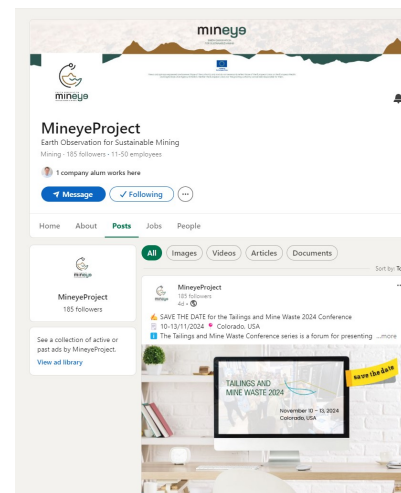 mineye
mineye
MineyeProject
Earth Observation for Sustainable Mining
Mining · 185 followers · 11-50 employees
1 company alum works here
Message
Following
Home About Posts Jobs People
All Images Videos Articles Documents
Sort by: To
mineye
MineyeProject
185 followers
See a collection of active or
past ads by MineyeProject.
View ad library
mineye
MineyeProject
185 followers
4d •
SAVE THE DATE for the Tailings and Mine Waste 2024 Conference
10-13/11/2024 Colorado, USA
The Tailings and Mine Waste Conference series is a forum for presenting ...more
save the date
TAILINGS AND
MINE WASTE 2024
November 10 – 13, 2024
Colorado, USA